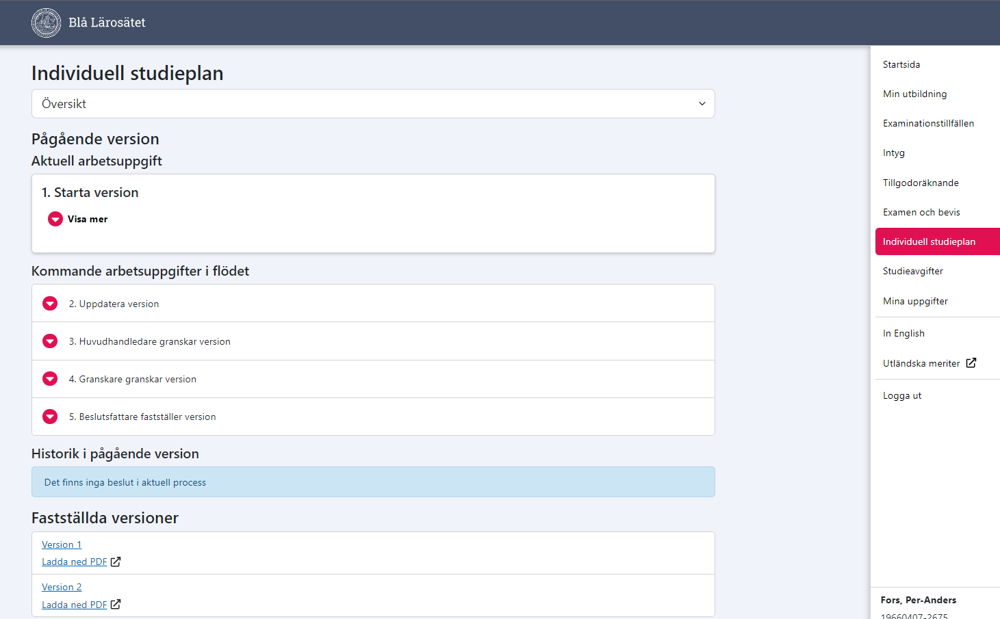 Blå Lärosätet
Individuell studieplan
Översikt
Pågående version
Aktuell arbetsuppgift
1. Starta version
Visa mer
Kommande arbetsuppgifter i flödet
2. Uppdatera version
3. Huvudhandledare granskar version
4. Granskare granskar version
5. Beslutsfattare fastställer version
Historik i pågående version
Det finns inga beslut i aktuell process
Fastställda versioner
Version 1
Ladda ned PDF
Version 2
Ladda ned PDF
Startsida
Min utbildning
Examinationstillfällen
Intyg
Tillgodoräknande
Examen och bevis
Individuell studieplan
Studieavgifter
Mina uppgifter
In English
Utländska meriter
Logga ut
Fors, Per-Anders
19660407-2675